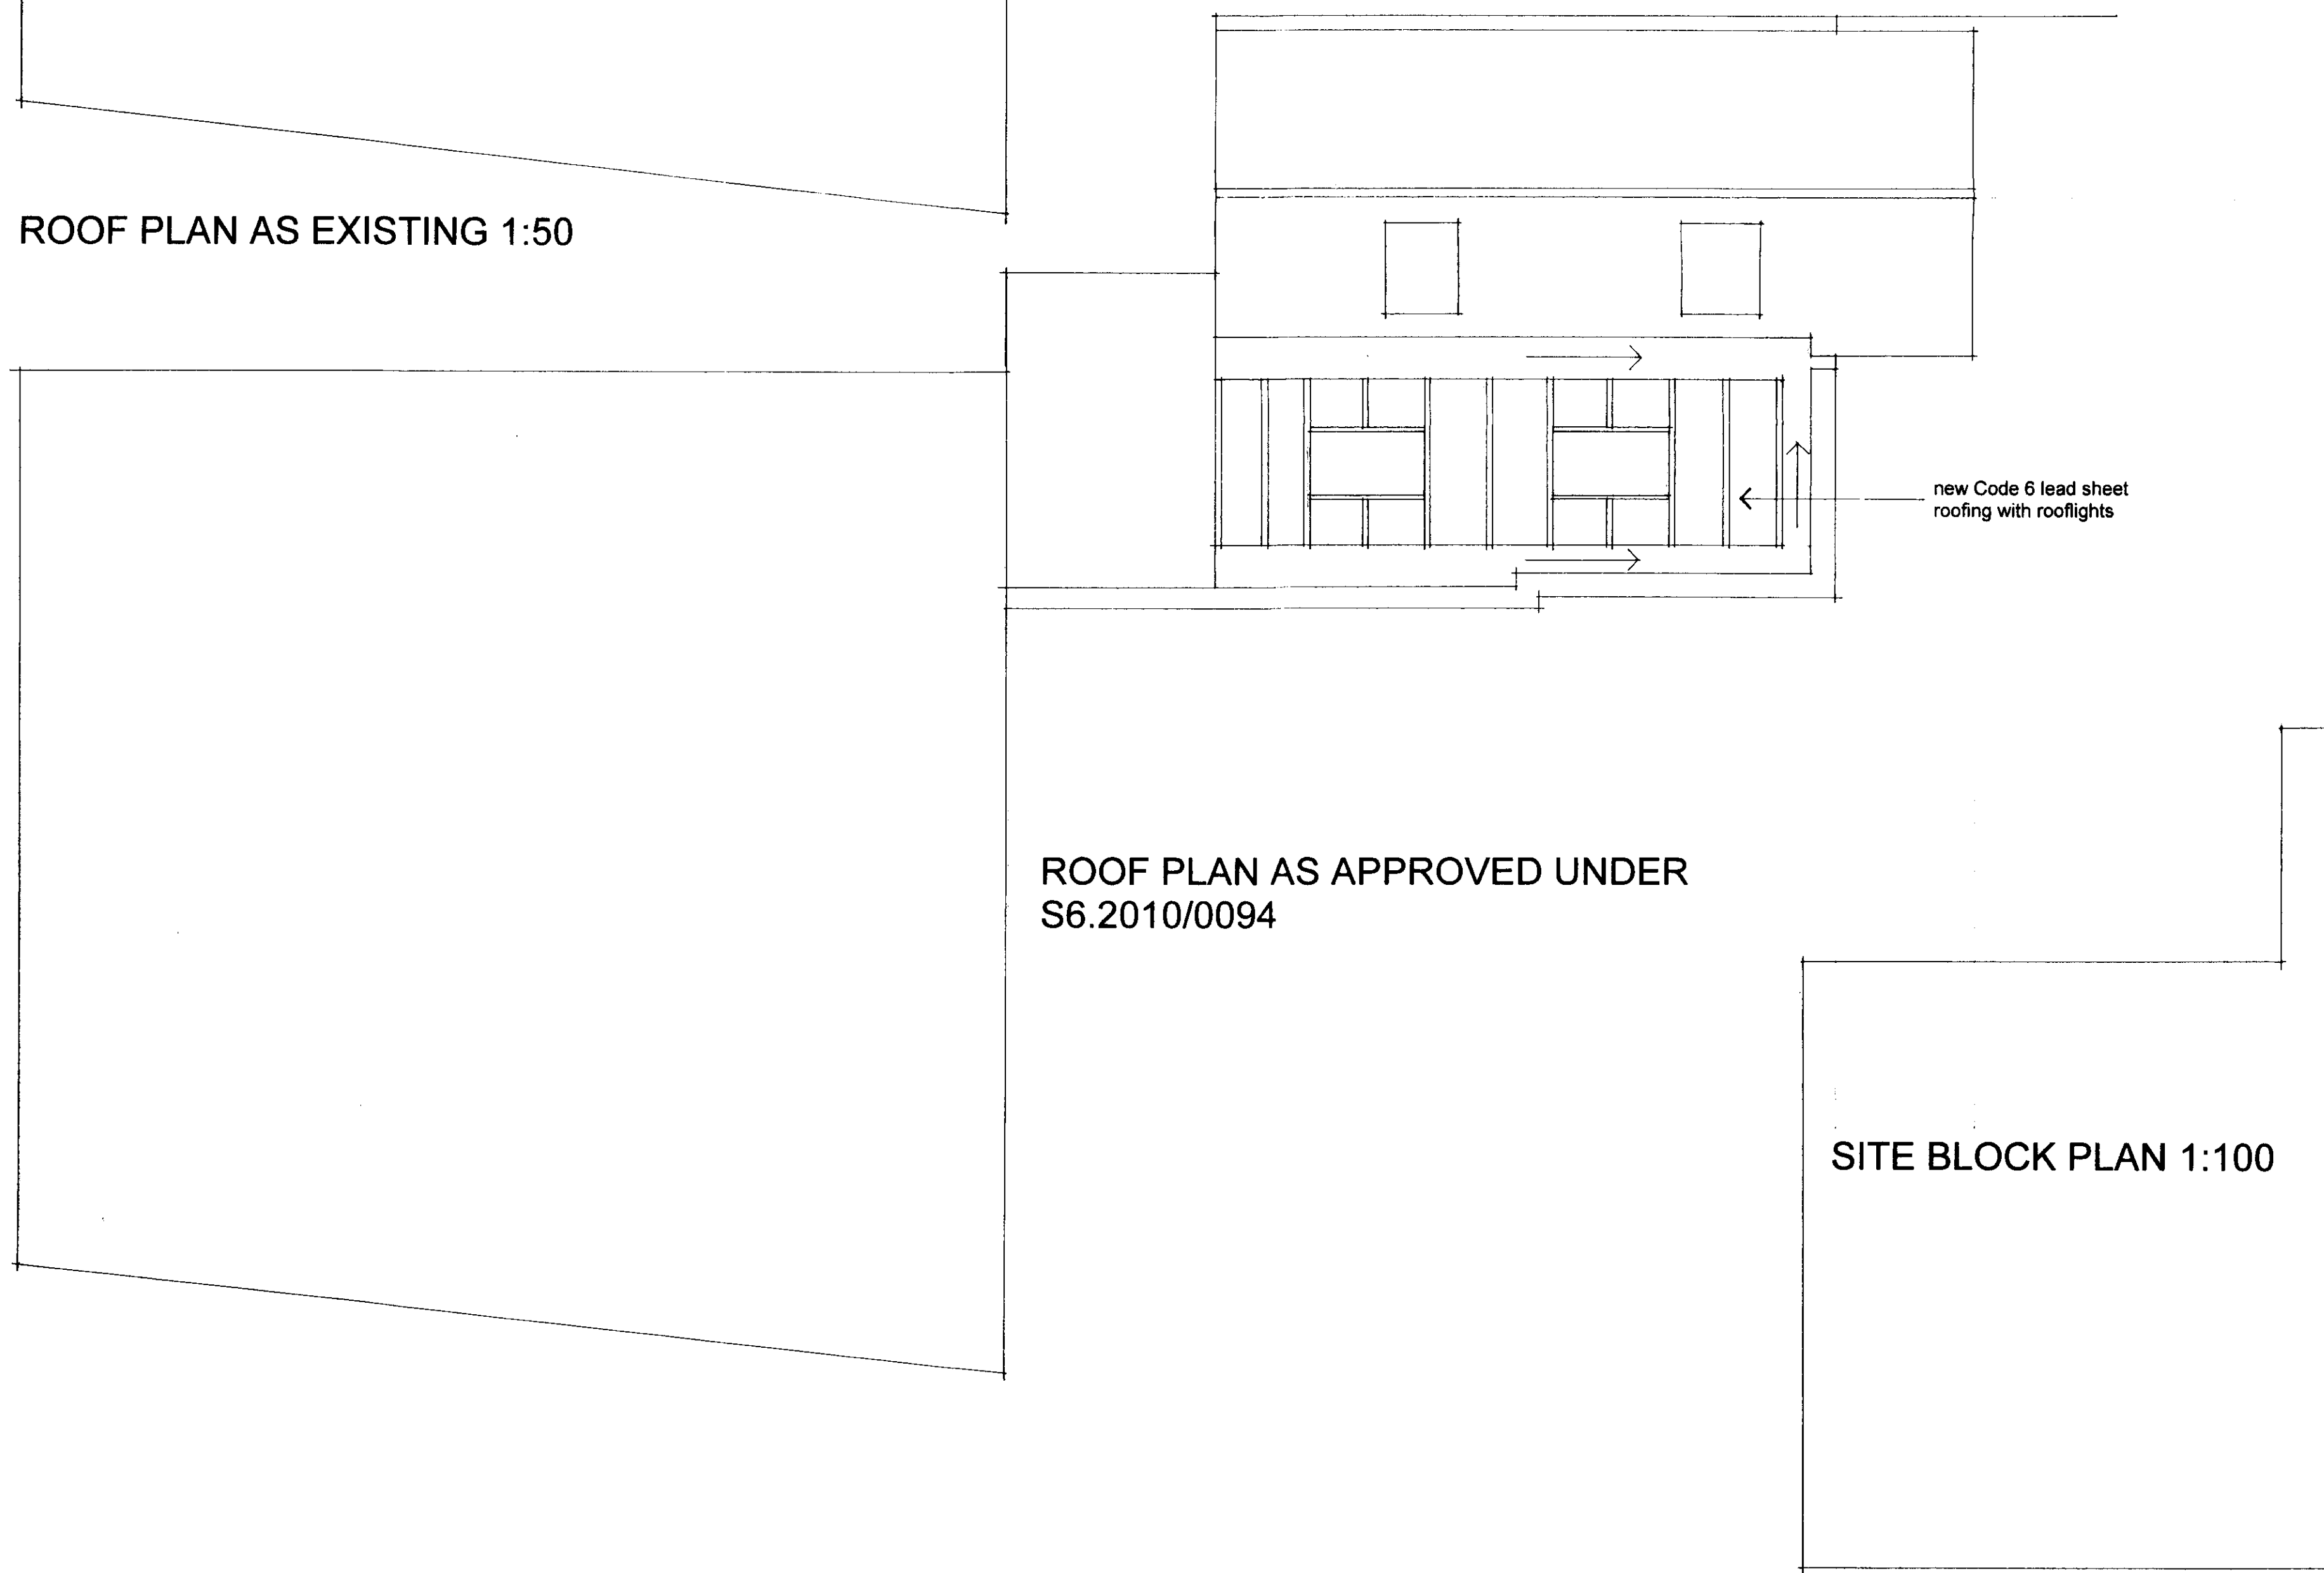 ROOF PLAN AS EXISTING 1:50
new Code 6 lead sheet
roofing with rooflights
ROOF PLAN AS APPROVED UNDER
S6.2010/0094
SITE BLOCK PLAN 1:100